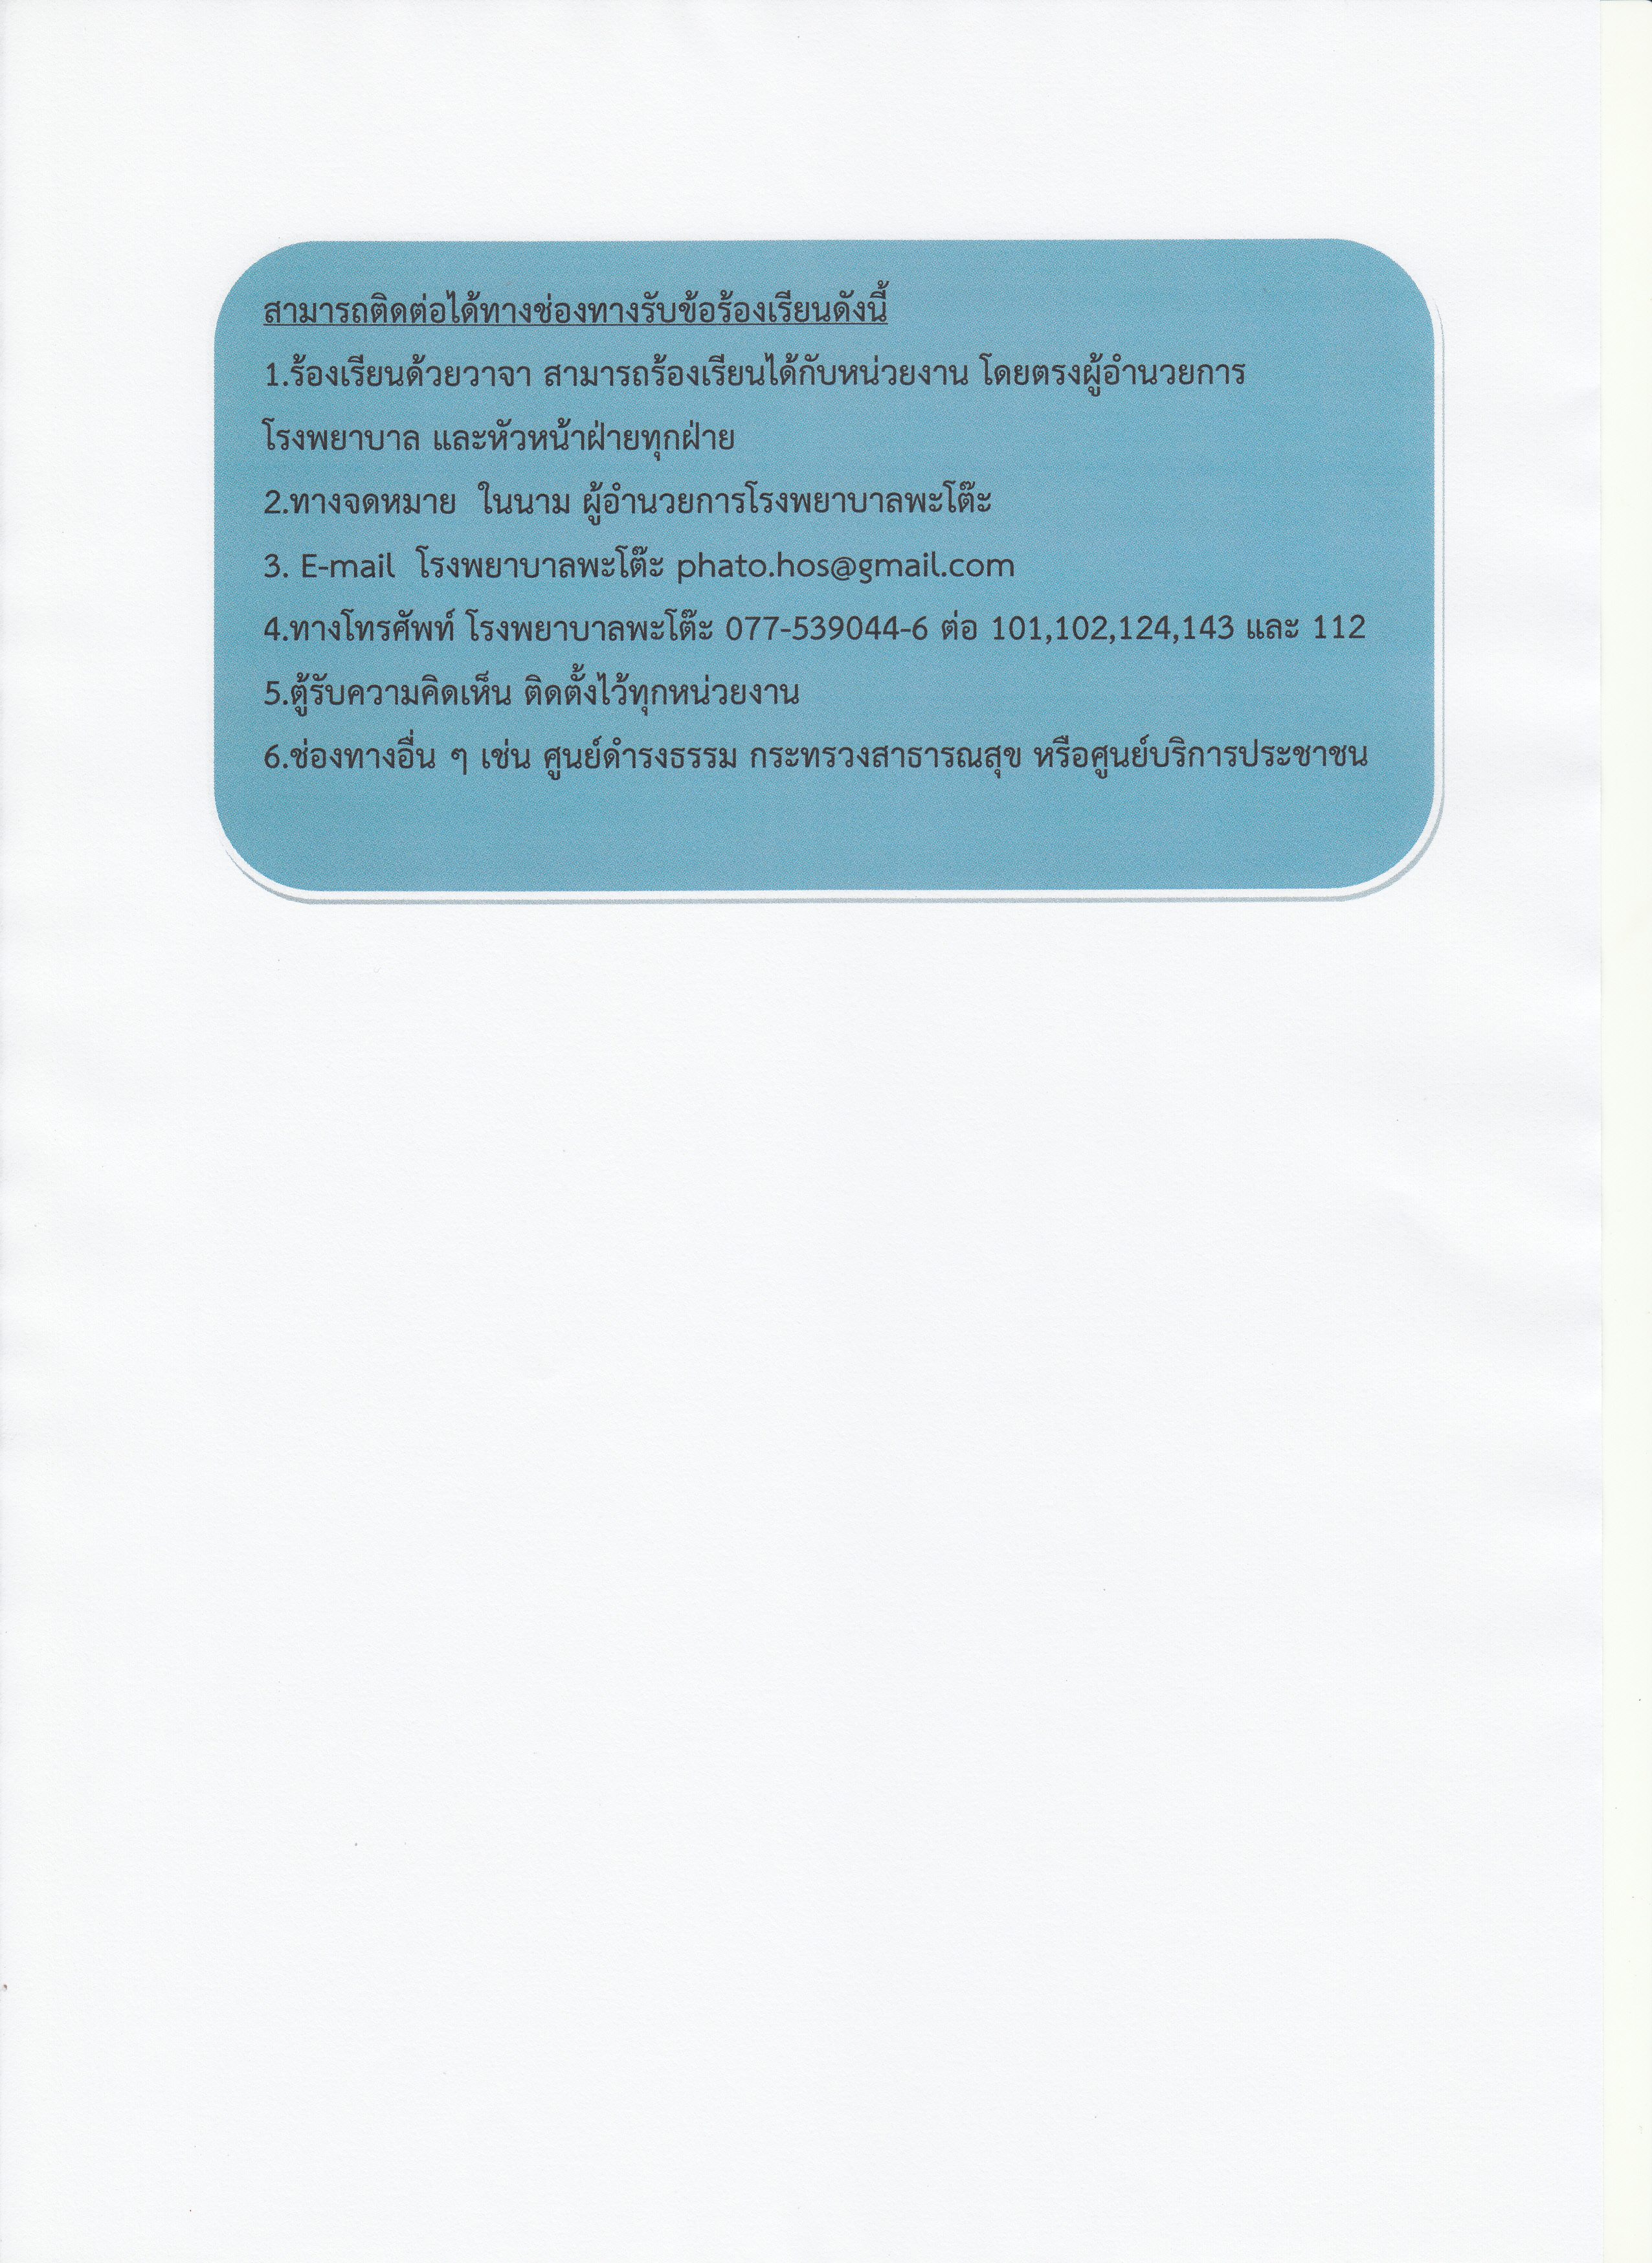 สามารถติดต่อได้ทางช่องทางรับข้อร้องเรียนดังนี้
1.ร้องเรียนด้วยวาจา สามารถร้องเรียนได้กับหน่วยงาน โดยตรงผู้อำนวยการ
โรงพยาบาล และหัวหน้าฝ่ายทุกฝ่าย
2.ทางจดหมาย  ในนาม ผู้อำนวยการโรงพยาบาลพะโต๊ะ
3. E-mail  โรงพยาบาลพะโต๊ะ phato.hos@gmail.com
4.ทางโทรศัพท์ โรงพยาบาลพะโต๊ะ 077-539044-6 ต่อ 101,102,124,143 และ 112
5.ตู้รับความคิดเห็น ติดตั้งไว้ทุกหน่วยงาน
6.ช่องทางอื่น ๆ เช่น ศูนย์ดำรงธรรม กระทรวงสาธารณสุข หรือศูนย์บริการประชาชน